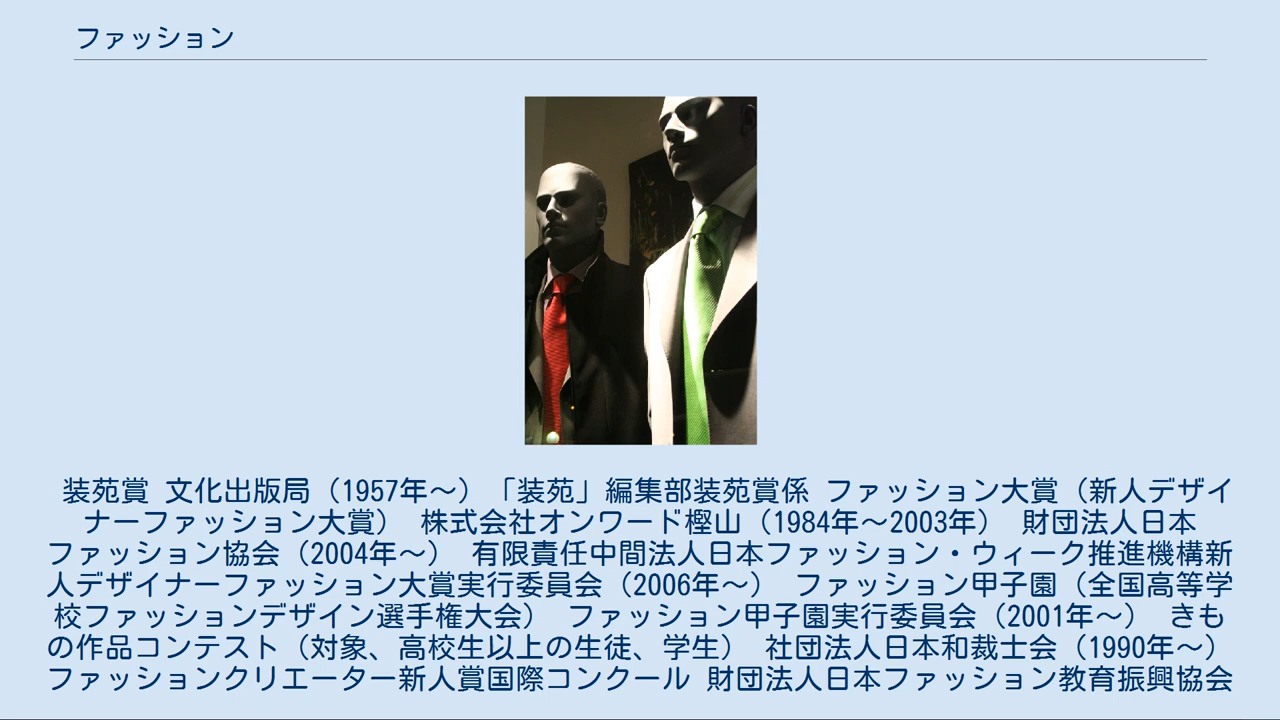 ファッション
装苑賞 文化出版局（1957年～）「装苑」編集部装苑賞係 ファッション大賞（新人デザイ
ナーファッション大賞） 株式会社オンワード樫山（1984年～2003年） 財団法人日本
ファッション協会（2004年～） 有限責任中間法人日本ファッション・ウィーク推進機構新
人デザイナーファッション大賞実行委員会（2006年～） ファッション甲子園（全国高等学
校ファッションデザイン選手権大会） ファッション甲子園実行委員会（2001年～） きもの
の作品コンテスト（対象、高校生以上の生徒、学生） 社団法人日本和裁士会（1990年～）
ファッションクリエーター新人賞国際コンクール 財団法人日本ファッション教育振興協会